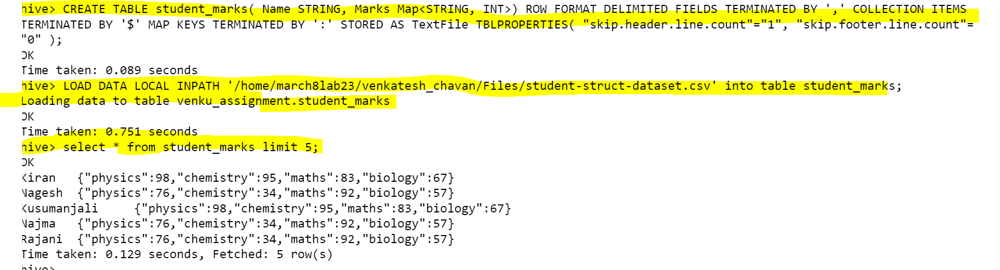 hive> CREATE TABLE student_marks( Name STRING, Marks Map<STRING, INT>) ROW FORMAT DELIMITED FIELDS TERMINATED BY ',' COLLECTION ITEMS
TERMINATED BY '$' MAP KEYS TERMINATED BY ':' STORED AS TextFile TBLPROPERTIES( "skip.header.line.count"="1", "skip.footer.line.count"=
"0" );
OK
Time taken: 0.089 seconds
hive> LOAD DATA LOCAL INPATH '/home/march8lab23/venkatesh_chavan/Files/student-struct-dataset.csv' into table student_marks;
Loading data to table venku_assignment.student_marks
OK
Time taken: 0.751 seconds
hive> select * from student_marks limit 5;
OK
Kiran {"physics":98,"chemistry":95,"maths":83,"biology":67}
Nagesh {"physics":76,"chemistry":34,"maths":92,"biology":57}
Kusumanjali {"physics":98,"chemistry":95,"maths":83,"biology":67}
Najma {"physics":76,"chemistry":34,"maths":92,"biology":57}
Rajani {"physics":76,"chemistry":34,"maths":92,"biology":57}
Time taken: 0.129 seconds, Fetched: 5 row(s)
hive>